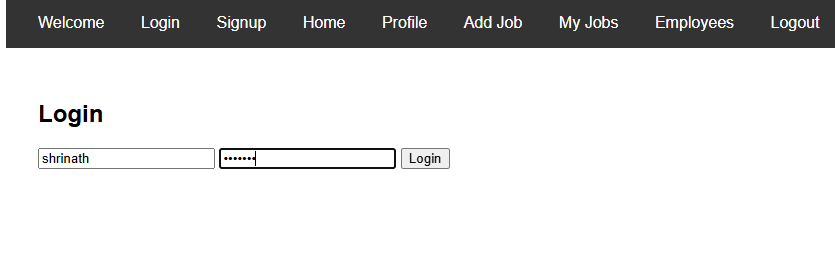 Welcome Login Signup Home Profile Add Job My Jobs Employees Logout
Login
shrinath ••••••• Login